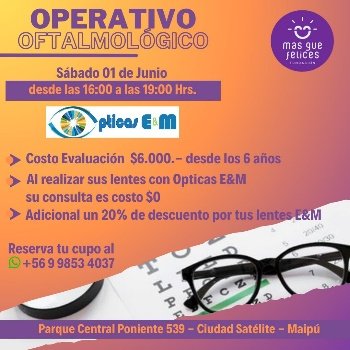 OPERATIVO
OFTALMOLÓGICO
mas que
felices
FUNDACIÓN
Sábado 01 de Junio
desde las 16:00 a las 19:00 Hrs.
Opticas E&M
Costo Evaluación $6.000.- desde los 6 años
Al realizar sus lentes con Opticas E&M
su consulta es costo $0
Adicional un 20% de descuento por tus lentes E&M
Reserva tu cupo al
+56 9 9853 4037
Parque Central Poniente 539 – Ciudad Satélite – Maipú